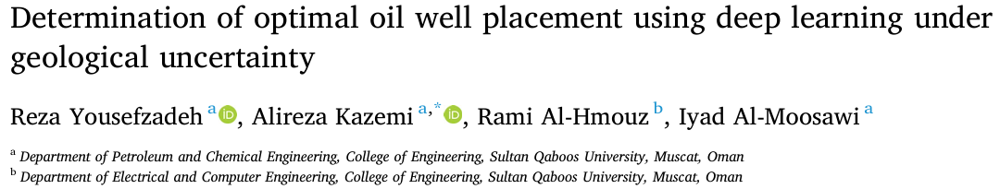 Determination of optimal oil well placement using deep learning under
geological uncertainty
Reza Yousefzadeh a iD, Alireza Kazemi a,* iD, Rami Al-Hmouz b, Iyad Al-Moosawi a
a Department of Petroleum and Chemical Engineering, College of Engineering, Sultan Qaboos University, Muscat, Oman
b Department of Electrical and Computer Engineering, College of Engineering, Sultan Qaboos University, Muscat, Oman